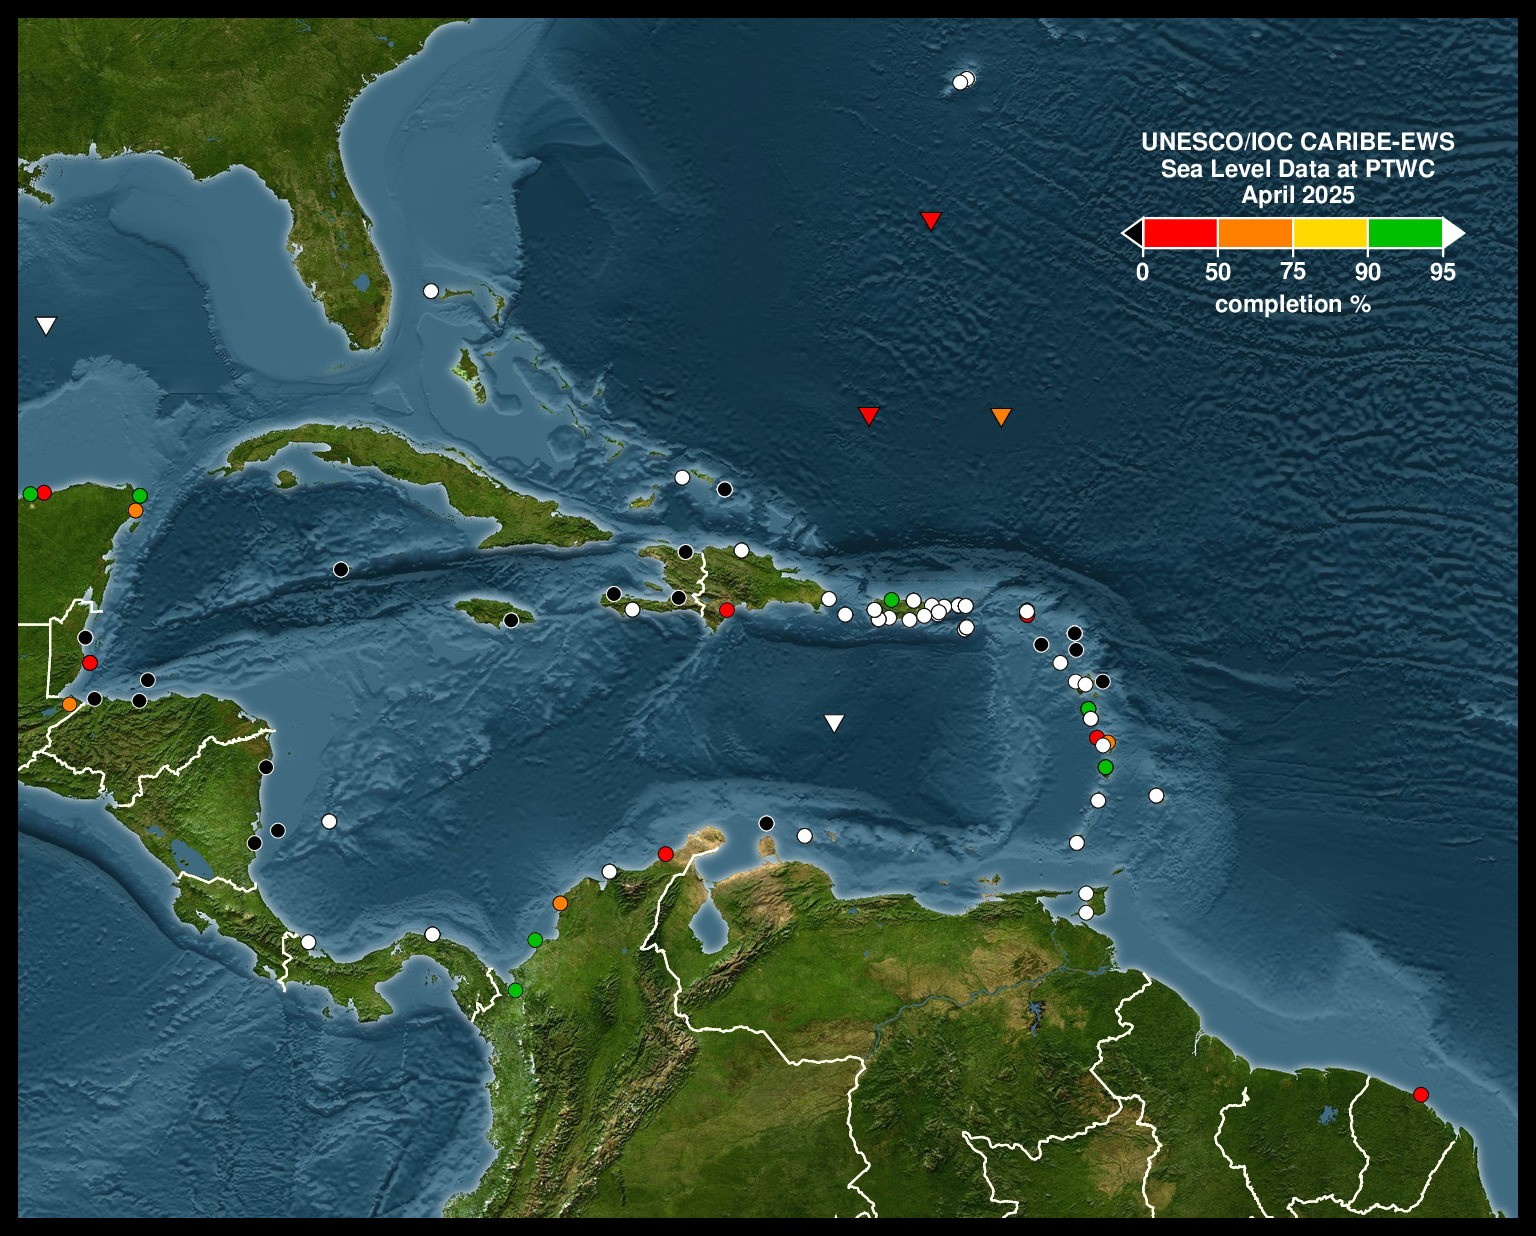 UNESCO/IOC CARIBE-EWS
Sea Level Data at PTWC
April 2025
0 50 75 90 95
completion %